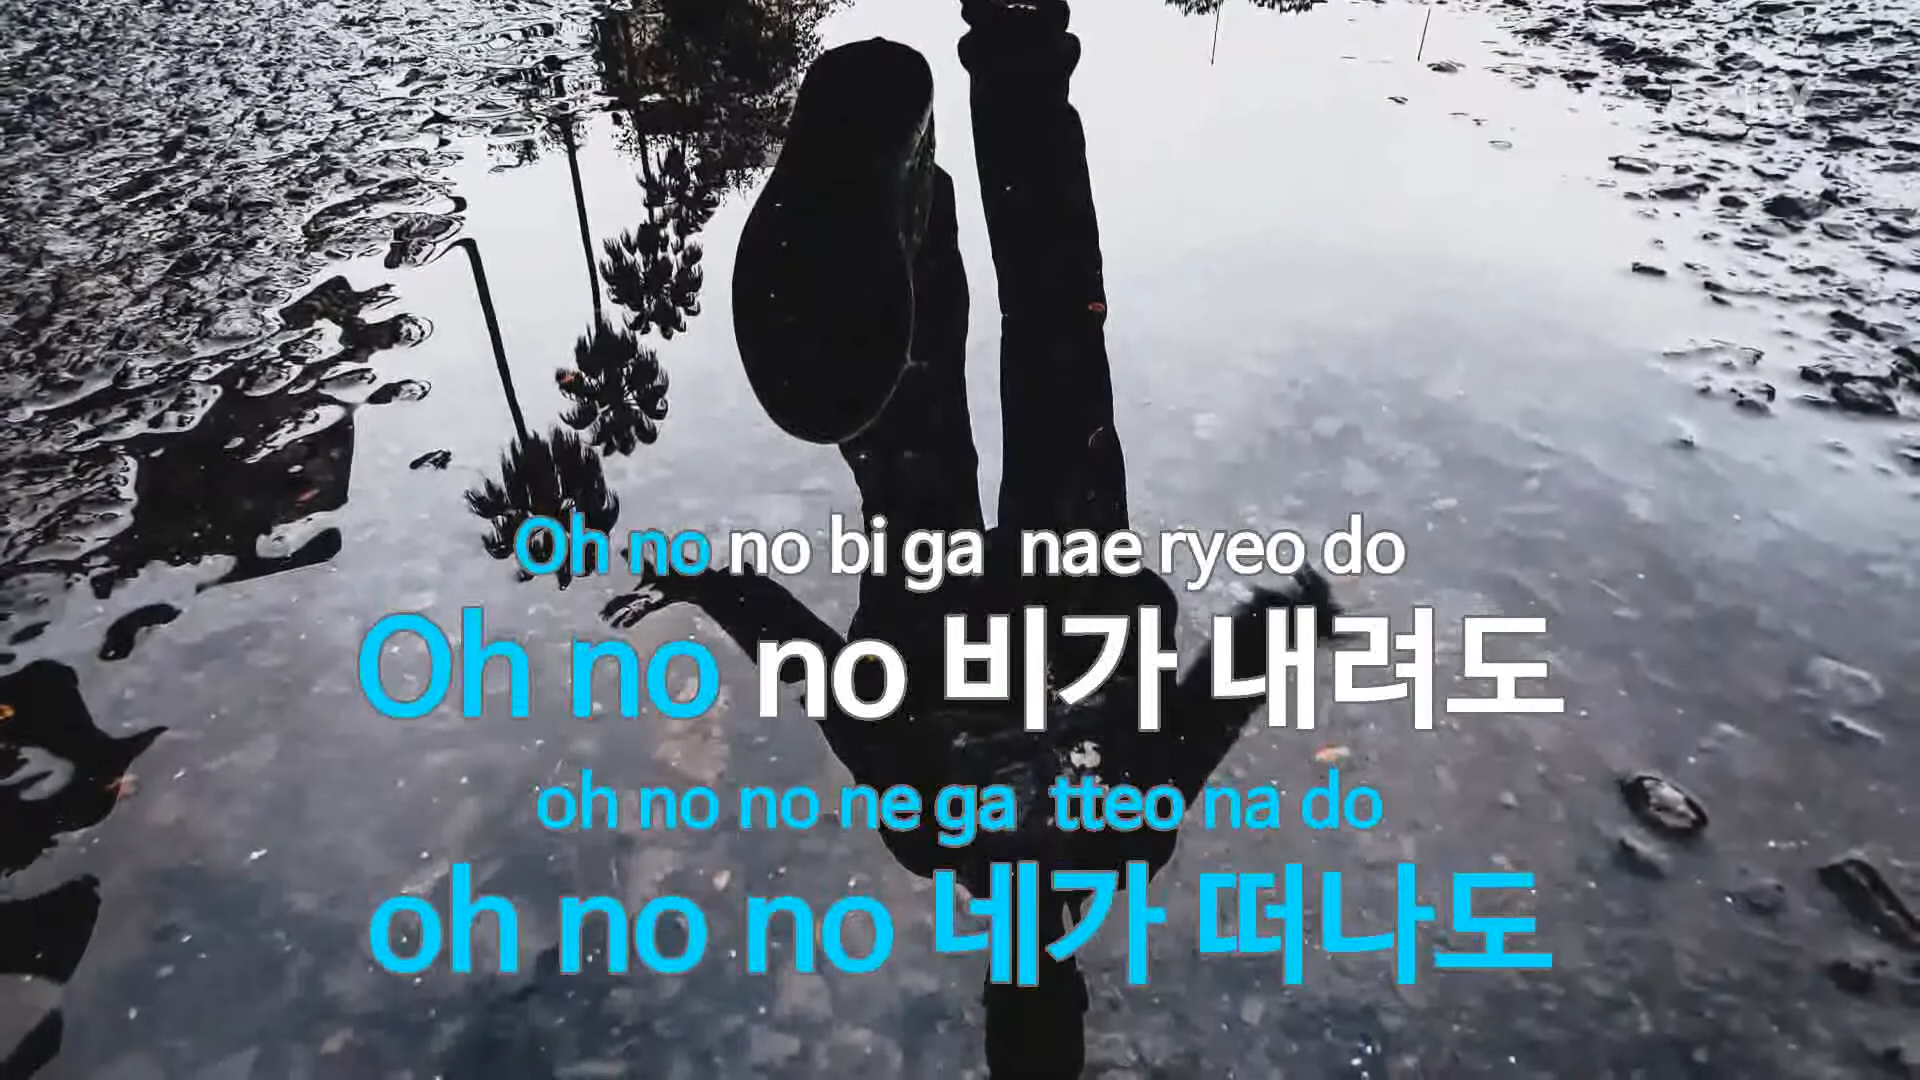 Oh no no bi ga nae ryeo do
Oh no no 비가 내려도
oh no no ne ga tteo na do
oh no no 네가 떠나도